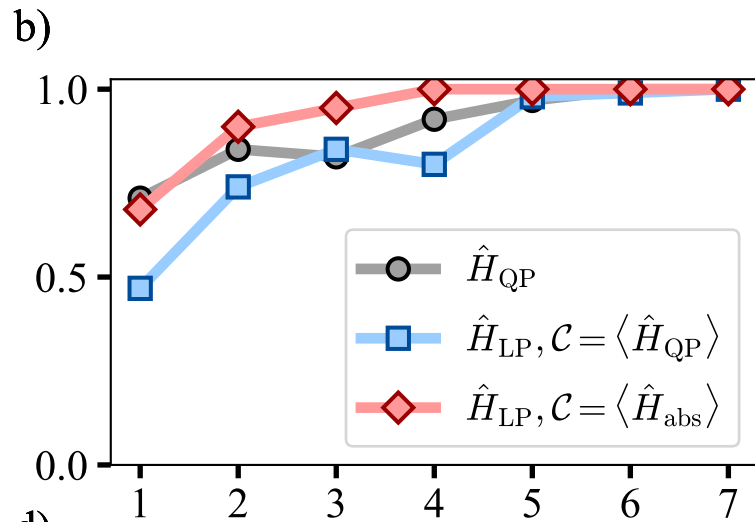 b)
1.0
0.5
0.0
Ĥ_QP
Ĥ_LP, 𝒞 = ⟨Ĥ_QP⟩
Ĥ_LP, 𝒞 = ⟨Ĥ_abs⟩
1 2 3 4 5 6 7